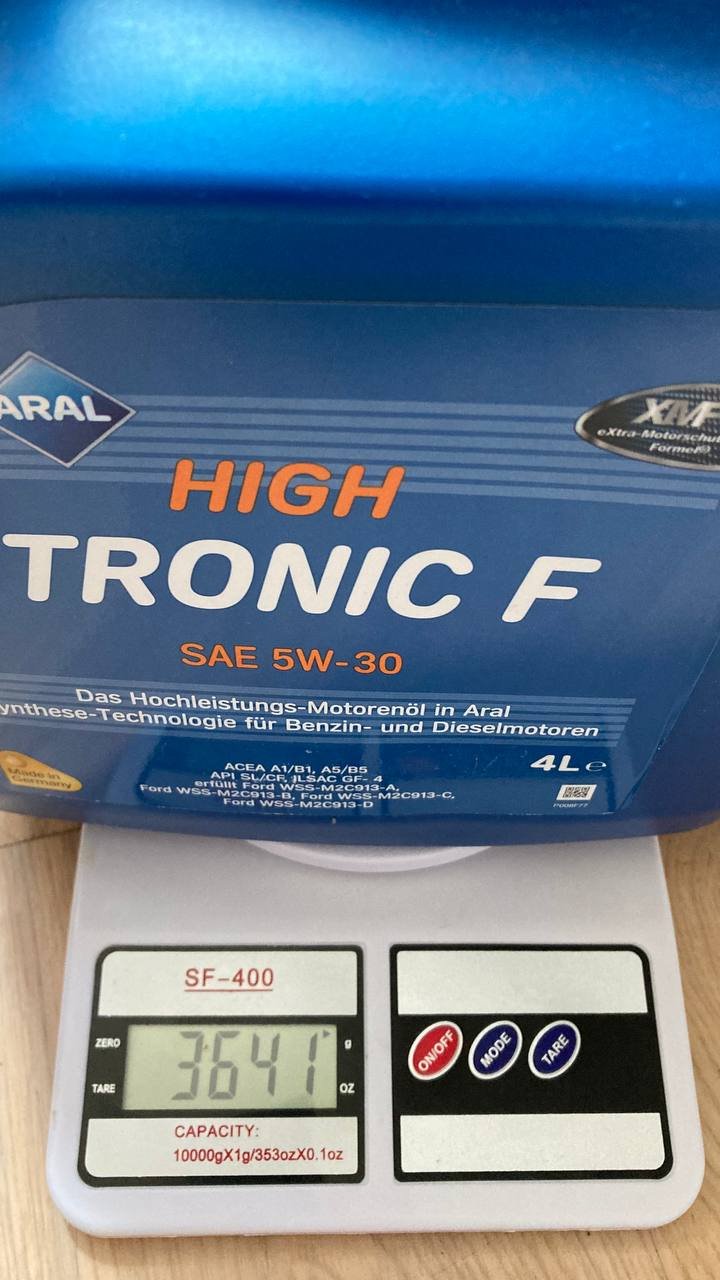 ARAL
XMF
eXtra-Motorschu
Formel®
HIGH
TRONIC F
SAE 5W-30
Das Hochleistungs-Motorenöl in Aral
ynthese-Technologie für Benzin- und Dieselmotoren
4L e
Made in
Germany
ACEA A1/B1, A5/B5
API SL/CF, ILSAC GF- 4
erfüllt Ford WSS-M2C913-A,
Ford WSS-M2C913-B, Ford WSS-M2C913-C,
Ford WSS-M2C913-D
SF-400
ZERO
3641
g
TARE
OZ
CAPACITY:
10000gX1g/353ozX0.1oz
ON/OFF
MODE
TARE